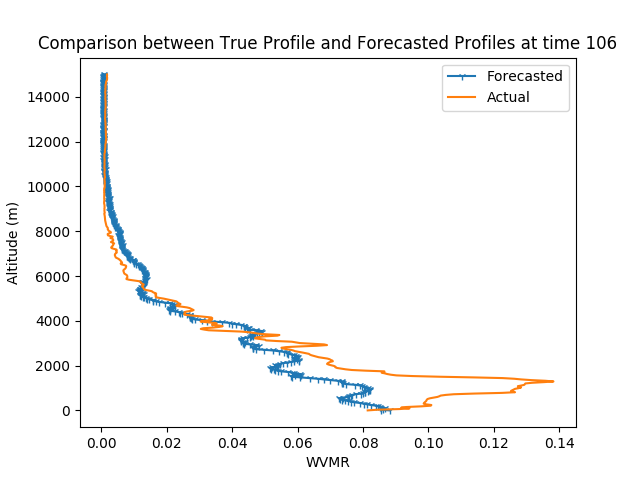 Comparison between True Profile and Forecasted Profiles at time 106
Forecasted
Actual
14000
12000
10000
8000
6000
4000
2000
0
Altitude (m)
0.00 0.02 0.04 0.06 0.08 0.10 0.12 0.14
WVMR